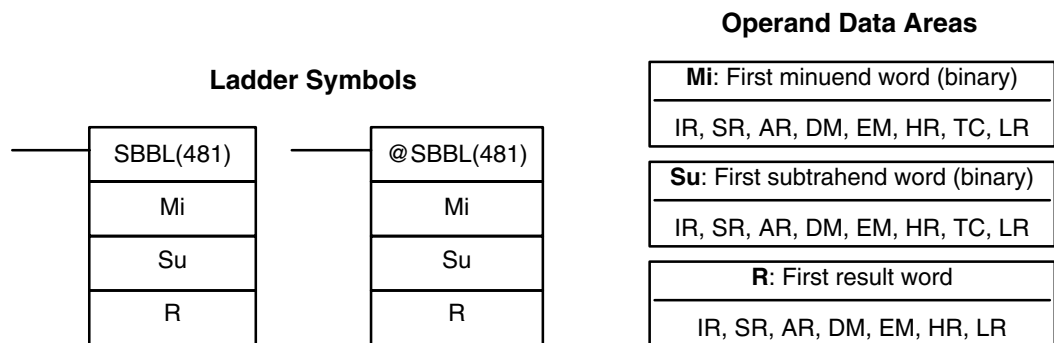 Operand Data Areas
Ladder Symbols
SBBL(481)
Mi
Su
R
@SBBL(481)
Mi
Su
R
Mi: First minuend word (binary)
IR, SR, AR, DM, EM, HR, TC, LR
Su: First subtrahend word (binary)
IR, SR, AR, DM, EM, HR, TC, LR
R: First result word
IR, SR, AR, DM, EM, HR, LR